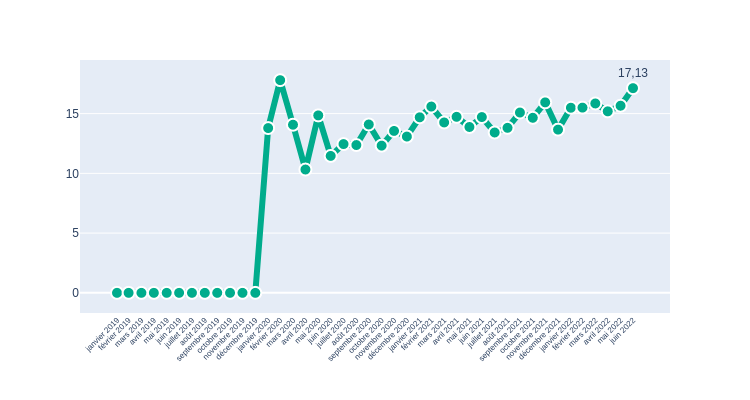 17,13
15
10
5
0
janvier 2019
février 2019
mars 2019
avril 2019
mai 2019
juin 2019
juillet 2019
août 2019
septembre 2019
octobre 2019
novembre 2019
décembre 2019
janvier 2020
février 2020
mars 2020
avril 2020
mai 2020
juin 2020
juillet 2020
août 2020
septembre 2020
octobre 2020
novembre 2020
décembre 2020
janvier 2021
février 2021
mars 2021
avril 2021
mai 2021
juin 2021
juillet 2021
août 2021
septembre 2021
octobre 2021
novembre 2021
décembre 2021
janvier 2022
février 2022
mars 2022
avril 2022
mai 2022
juin 2022